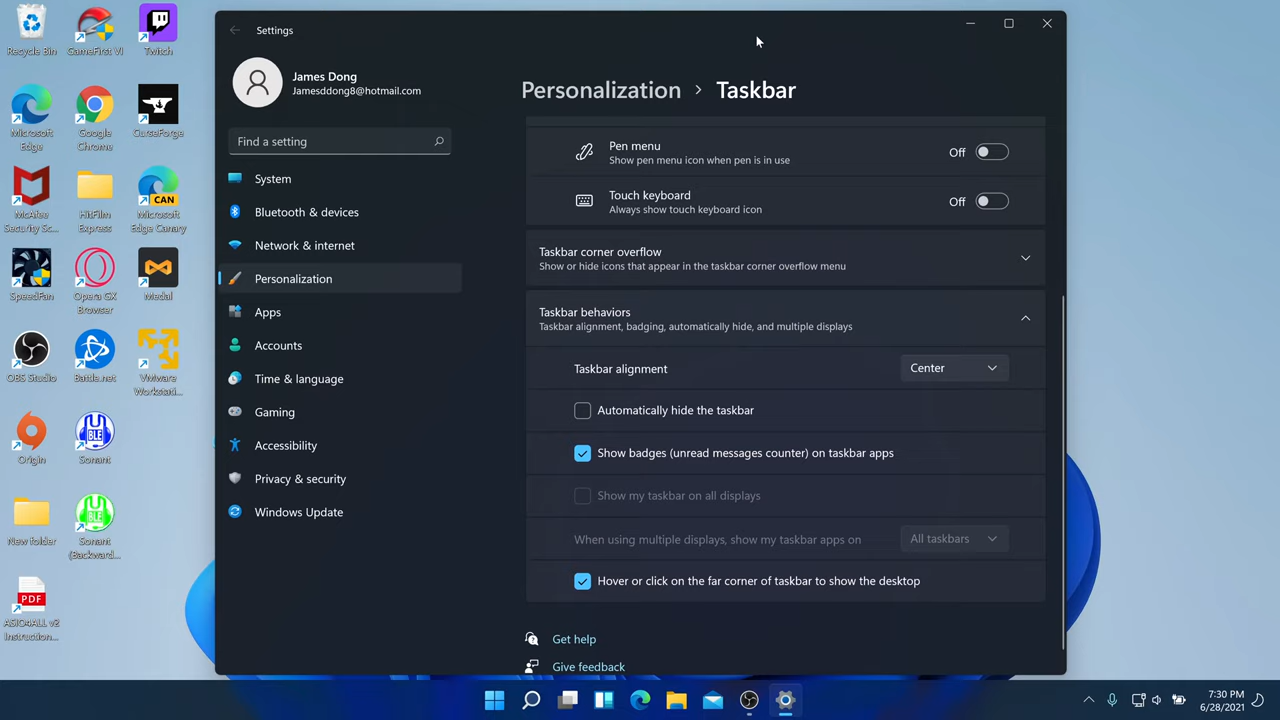 Recycle Bin
GameFirst VI
Twitch
Microsoft
Edge
Google
Chrome
CurseForge
McAfee
Security Sc...
HitFilm
Express
CAN
Microsoft
Edge Canary
SpeedFan
Opera GX
Browser
Medal
OBS Studio
Battle.net
VMware
Workstati...
Origin
BLE
Sonant
New folder
BLE
Sonant
(Backward...
PDF
ASIO4ALL v2
Instruction...
Settings
James Dong
Jamesddong8@hotmail.com
Find a setting
System
Bluetooth & devices
Network & internet
Personalization
Apps
Accounts
Time & language
Gaming
Accessibility
Privacy & security
Windows Update
Personalization > Taskbar
Pen menu
Show pen menu icon when pen is in use
Off
Touch keyboard
Always show touch keyboard icon
Off
Taskbar corner overflow
Show or hide icons that appear in the taskbar corner overflow menu
Taskbar behaviors
Taskbar alignment, badging, automatically hide, and multiple displays
Taskbar alignment
Center
Automatically hide the taskbar
Show badges (unread messages counter) on taskbar apps
Show my taskbar on all displays
When using multiple displays, show my taskbar apps on
All taskbars
Hover or click on the far corner of taskbar to show the desktop
Get help
Give feedback
7:30 PM
6/28/2021